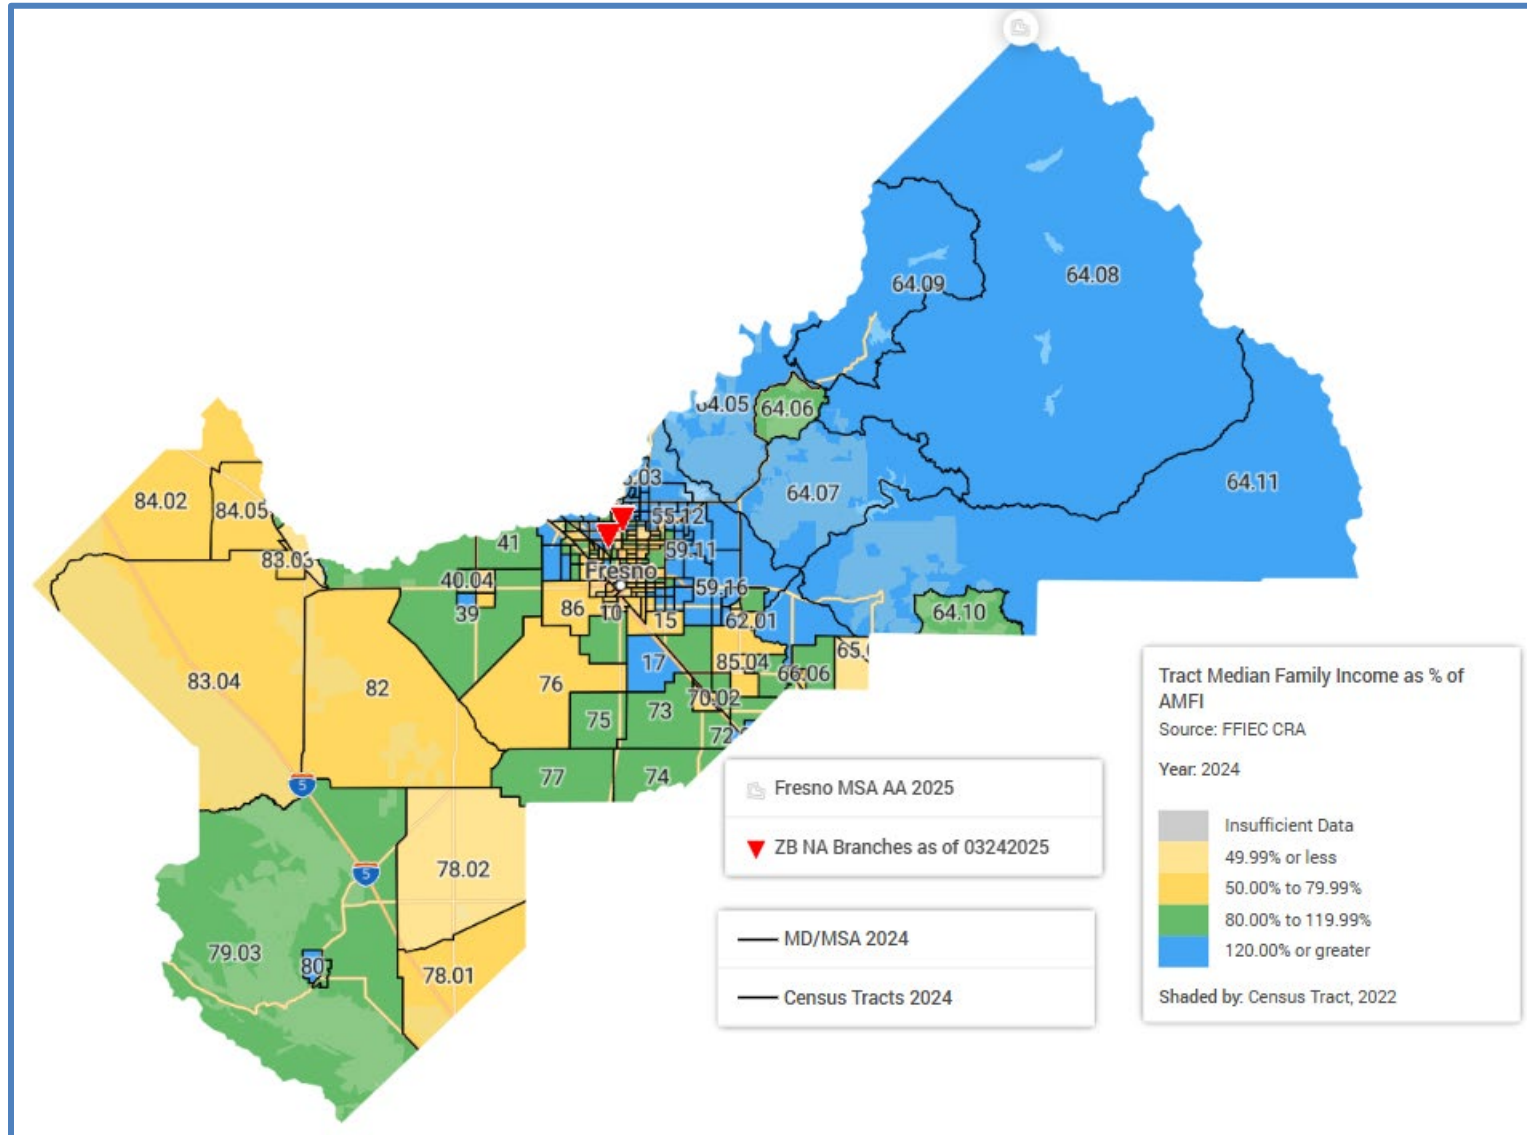 64.09
64.08
64.05
64.06
64.11
5.03
64.07
84.02
84.05
55.12
41
59.11
83.03
Fresno
40.04
59.16
39
86
10
15
62.01
64.10
65.0
17
85.04
66.06
83.04
82
76
70.02
75
73
72.
77
74
5
78.02
5
79.03
80
78.01
Fresno MSA AA 2025
ZB NA Branches as of 03242025
MD/MSA 2024
Census Tracts 2024
Tract Median Family Income as % of
AMFI
Source: FFIEC CRA
Year: 2024
Insufficient Data
49.99% or less
50.00% to 79.99%
80.00% to 119.99%
120.00% or greater
Shaded by: Census Tract, 2022